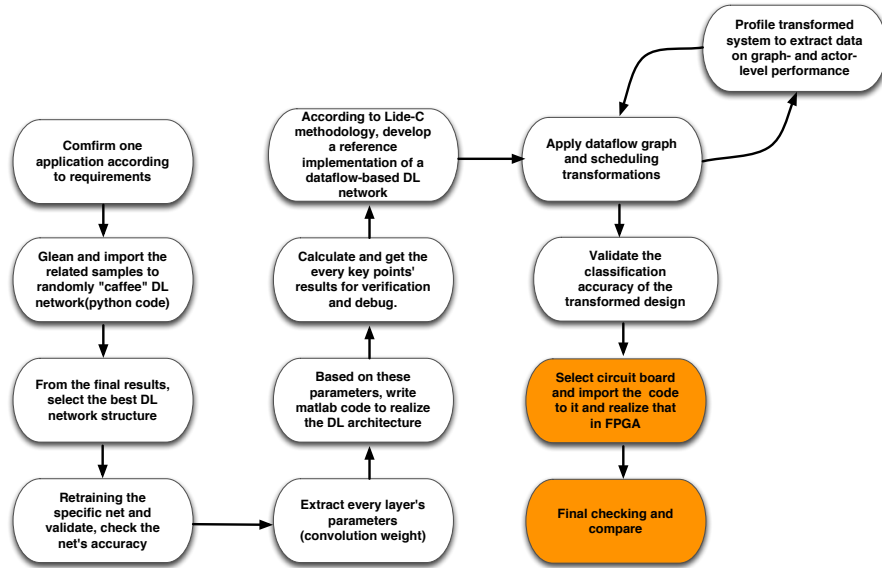 Comfirm one
application according
to requirements
Glean and import the
related samples to
randomly "caffee" DL
network(python code)
From the final results,
select the best DL
network structure
Retraining the
specific net and
validate, check the
net's accuracy
Extract every layer's
parameters
(convolution weight)
Based on these
parameters, write
matlab code to realize
the DL architecture
Calculate and get the
every key points'
results for verification
and debug.
According to Lide-C
methodology, develop
a reference
implementation of a
dataflow-based DL
network
Apply dataflow graph
and scheduling
transformations
Profile transformed
system to extract data
on graph- and actor-
level performance
Validate the
classification
accuracy of the
transformed design
Select circuit board
and import the code
to it and realize that
in FPGA
Final checking and
compare